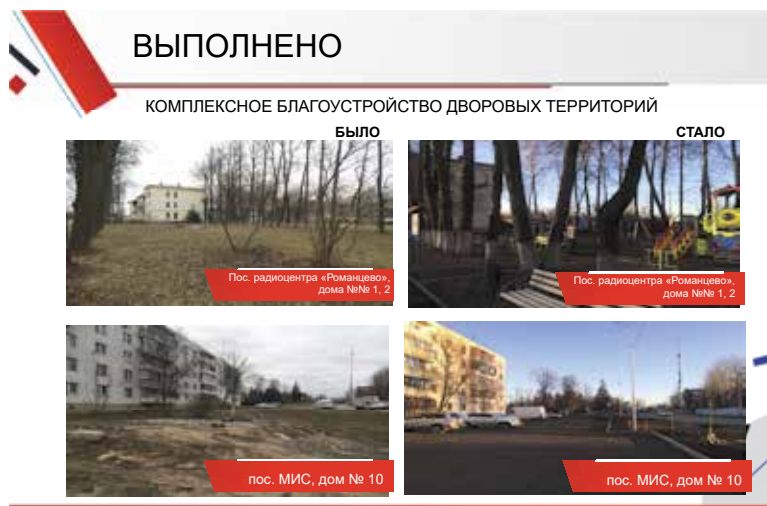 ВЫПОЛНЕНО
КОМПЛЕКСНОЕ БЛАГОУСТРОЙСТВО ДВОРОВЫХ ТЕРРИТОРИЙ
БЫЛО
СТАЛО
Пос. радиоцентра «Романцево»,
дома №№ 1, 2
Пос. радиоцентра «Романцево»,
дома №№ 1, 2
пос. МИС, дом № 10
пос. МИС, дом № 10